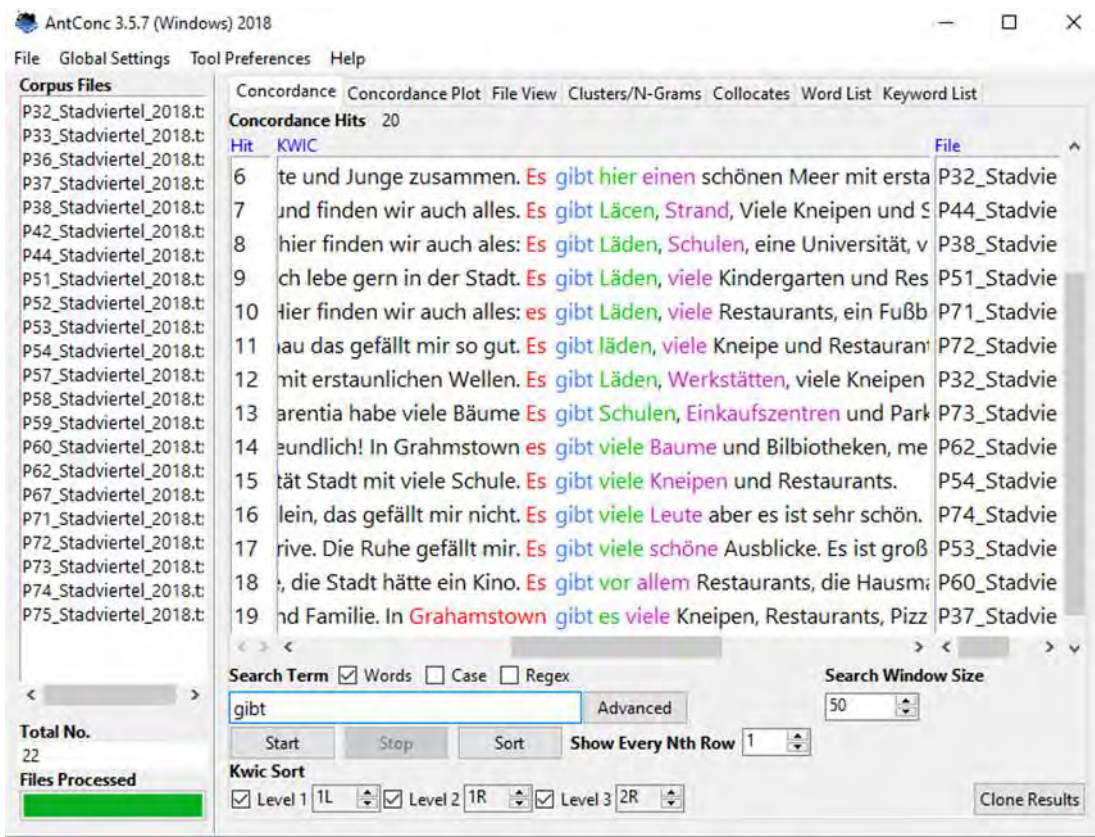 AntConc 3.5.7 (Windows) 2018
File Global Settings Tool Preferences Help
Corpus Files
P32_Stadviertel_2018.t:
P33_Stadviertel_2018.t:
P36_Stadviertel_2018.t:
P37_Stadviertel_2018.t:
P38_Stadviertel_2018.t:
P42_Stadviertel_2018.t:
P44_Stadviertel_2018.t:
P51_Stadviertel_2018.t:
P52_Stadviertel_2018.t:
P53_Stadviertel_2018.t:
P54_Stadviertel_2018.t:
P57_Stadviertel_2018.t:
P58_Stadviertel_2018.t:
P59_Stadviertel_2018.t:
P60_Stadviertel_2018.t:
P62_Stadviertel_2018.t:
P67_Stadviertel_2018.t:
P71_Stadviertel_2018.t:
P72_Stadviertel_2018.t:
P73_Stadviertel_2018.t:
P74_Stadviertel_2018.t:
P75_Stadviertel_2018.t:
Total No.
22
Files Processed
Concordance Concordance Plot File View Clusters/N-Grams Collocates Word List Keyword List
Concordance Hits 20
Hit KWIC File
6 te und Junge zusammen. Es gibt hier einen schönen Meer mit ersta P32_Stadvie
7 und finden wir auch alles. Es gibt Läcen, Strand, Viele Kneipen und S P44_Stadvie
8 hier finden wir auch ales: Es gibt Läden, Schulen, eine Universität, v P38_Stadvie
9 ch lebe gern in der Stadt. Es gibt Läden, viele Kindergarten und Res P51_Stadvie
10 Hier finden wir auch alles: es gibt Läden, viele Restaurants, ein Fußb P71_Stadvie
11 au das gefällt mir so gut. Es gibt läden, viele Kneipe und Restauran P72_Stadvie
12 mit erstaunlichen Wellen. Es gibt Läden, Werkstätten, viele Kneipen P32_Stadvie
13 arentia habe viele Bäume Es gibt Schulen, Einkaufszentren und Park P73_Stadvie
14 eundlich! In Grahmstown es gibt viele Baume und Bilbiotheken, me P62_Stadvie
15 tät Stadt mit viele Schule. Es gibt viele Kneipen und Restaurants. P54_Stadvie
16 lein, das gefällt mir nicht. Es gibt viele Leute aber es ist sehr schön. P74_Stadvie
17 rive. Die Ruhe gefällt mir. Es gibt viele schöne Ausblicke. Es ist groß P53_Stadvie
18 , die Stadt hätte ein Kino. Es gibt vor allem Restaurants, die Hausma P60_Stadvie
19 nd Familie. In Grahamstown gibt es viele Kneipen, Restaurants, Pizz P37_Stadvie
Search Term Words Case Regex Search Window Size
gibt Advanced 50
Start Stop Sort Show Every Nth Row 1
Kwic Sort
Level 1 1L Level 2 1R Level 3 2R Clone Results